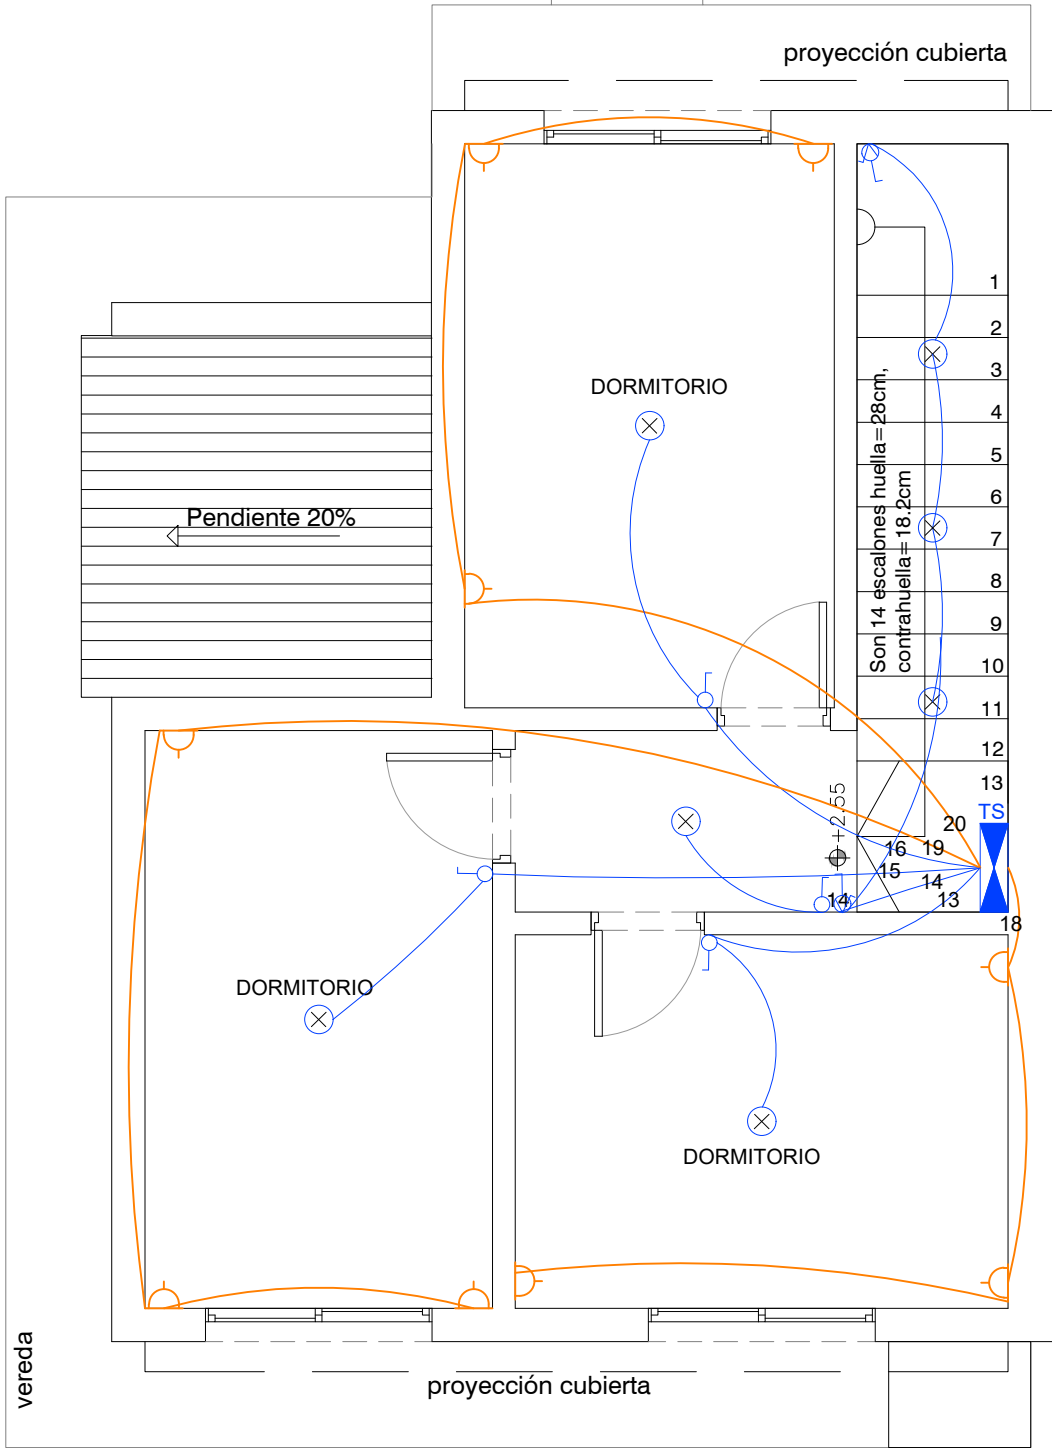 proyección cubierta
1
2
3
4
5
6
7
8
9
10
11
12
13
DORMITORIO
Son 14 escalones huella=28cm,
contrahuella=18.2cm
Pendiente 20%
TS
+2.55
20
19
16
15
14
13
14
18
DORMITORIO
DORMITORIO
vereda
proyección cubierta